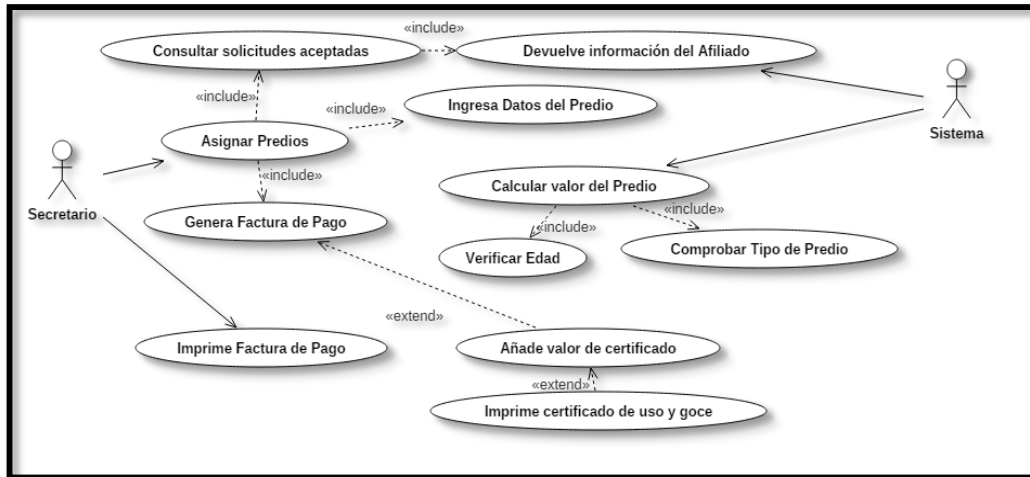 «include»
Consultar solicitudes aceptadas
Devuelve información del Afiliado
«include»
«include»
Ingresa Datos del Predio
Sistema
Asignar Predios
«include»
Calcular valor del Predio
Secretario
Genera Factura de Pago
«include»
«include»
Comprobar Tipo de Predio
Verificar Edad
«extend»
Imprime Factura de Pago
Añade valor de certificado
«extend»
Imprime certificado de uso y goce